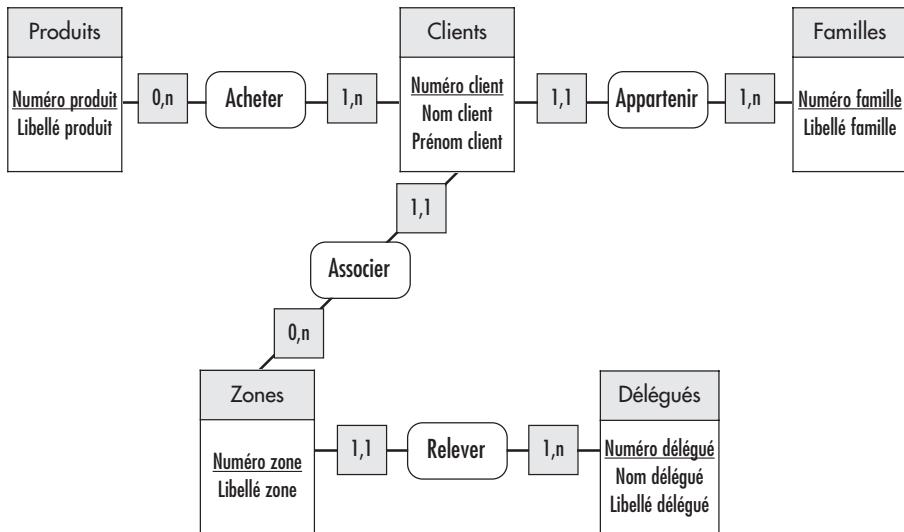 Produits
Clients
Familles
Numéro produit
Libellé produit
0,n
Acheter
1,n
Numéro client
Nom client
Prénom client
1,1
Appartenir
1,n
Numéro famille
Libellé famille
1,1
Associer
0,n
Zones
Délégués
Numéro zone
Libellé zone
1,1
Relever
1,n
Numéro délégué
Nom délégué
Libellé délégué